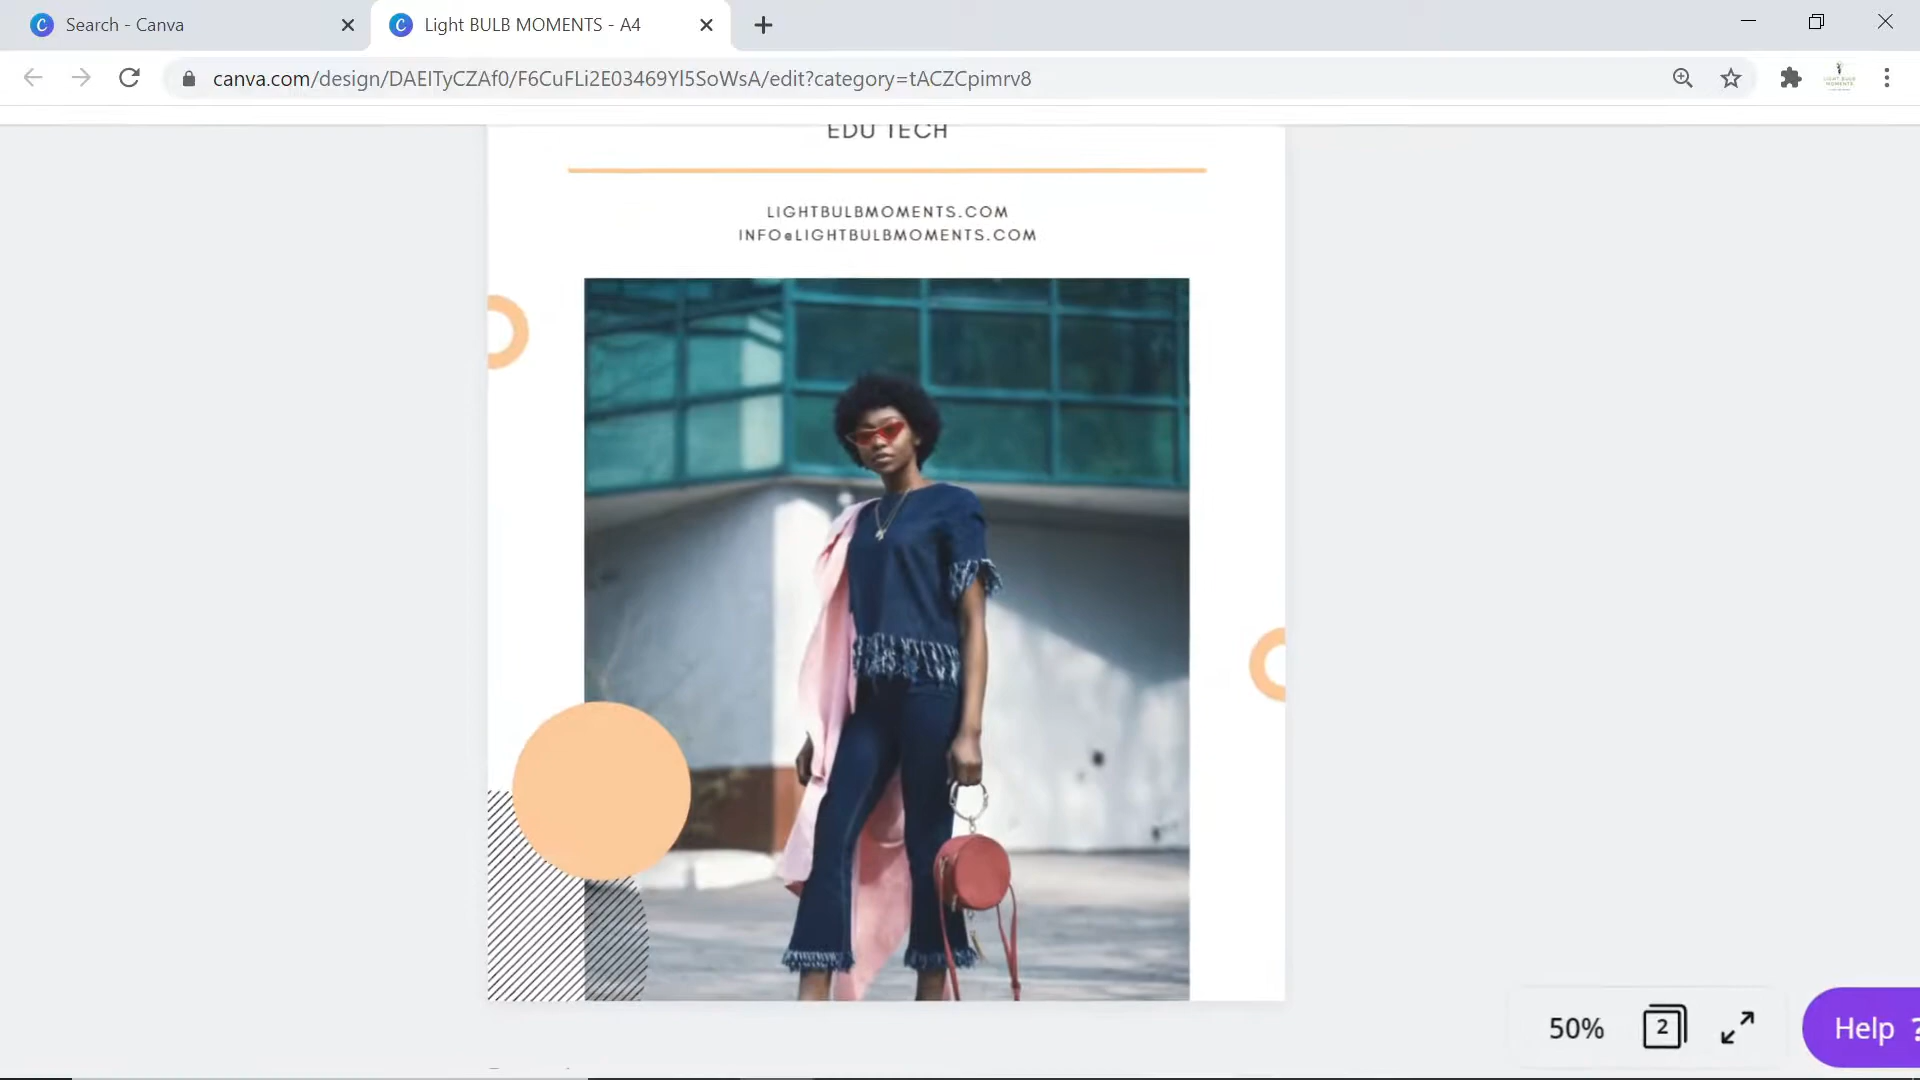 Search - Canva
Light BULB MOMENTS - A4
canva.com/design/DAEITyCZAf0/F6CuFLi2E03469Yl5SoWsA/edit?category=tACZCpimrv8
EDU TECH
LIGHTBULBMOMENTS.COM
INFO@LIGHTBULBMOMENTS.COM
50%
2
Help ?